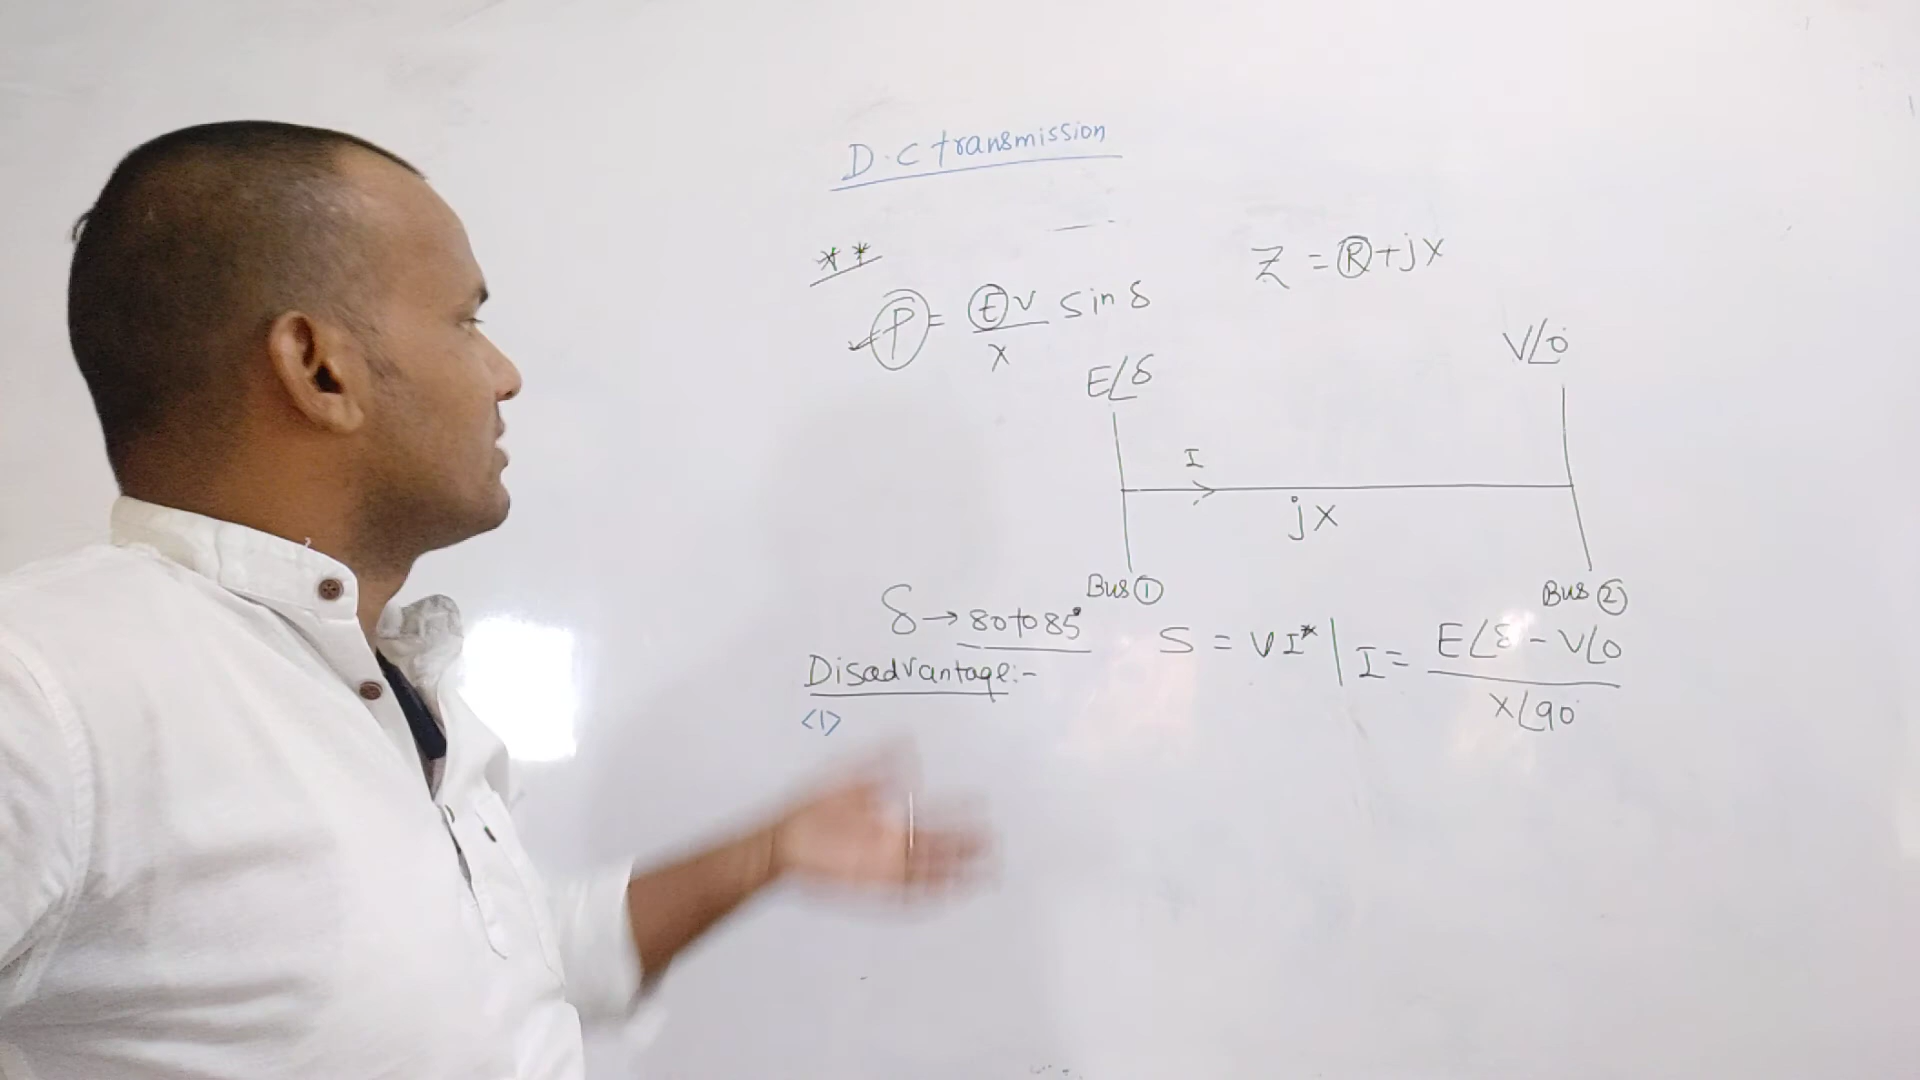 D.C transmission
**
P = EV/X Sin δ
Z = R+jX
E∠δ
V∠0°
I
jX
Bus ①
Bus ②
δ → 80 to 85°
S = VI* | I = E∠δ - V∠0 / X∠90°
Disadvantage:-
<1>